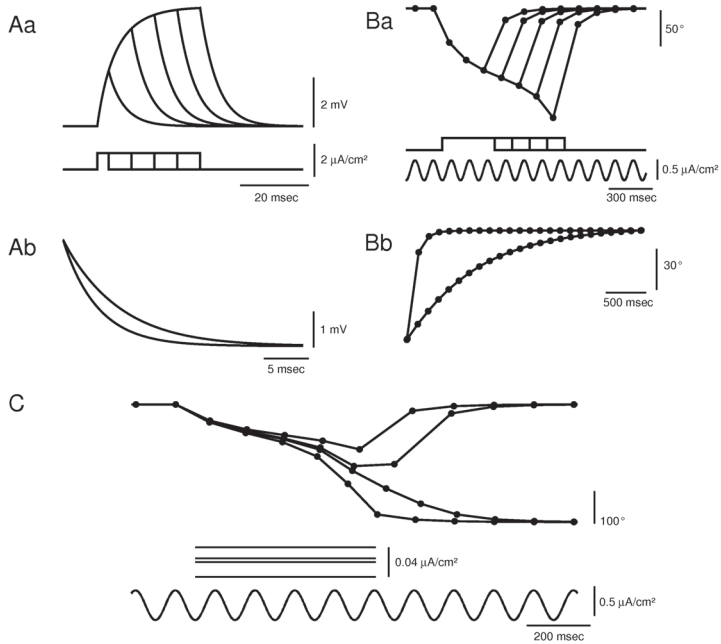 Aa
2 mV
2 µA/cm²
20 msec
Ba
50°
0.5 µA/cm²
300 msec
Ab
1 mV
5 msec
Bb
30°
500 msec
C
100°
0.04 µA/cm²
0.5 µA/cm²
200 msec